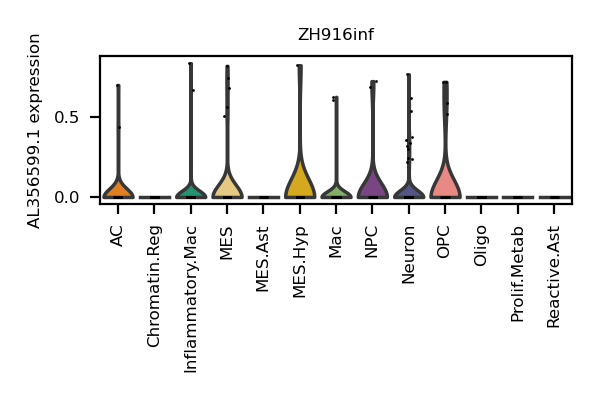 ZH916inf
AL356599.1 expression
0.5
0.0
AC
Chromatin.Reg
Inflammatory.Mac
MES
MES.Ast
MES.Hyp
Mac
NPC
Neuron
OPC
Oligo
Prolif.Metab
Reactive.Ast